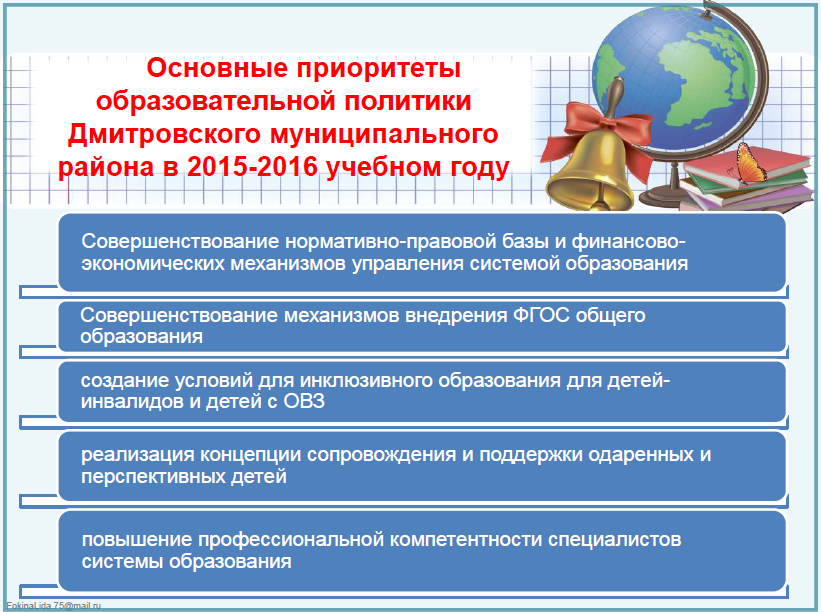 Основные приоритеты
образовательной политики
Дмитровского муниципального
района в 2015-2016 учебном году
Совершенствование нормативно-правовой базы и финансово-
экономических механизмов управления системой образования
Совершенствование механизмов внедрения ФГОС общего
образования
создание условий для инклюзивного образования для детей-
инвалидов и детей с ОВЗ
реализация концепции сопровождения и поддержки одаренных и
перспективных детей
повышение профессиональной компетентности специалистов
системы образования
FokinaLida.75@mail.ru